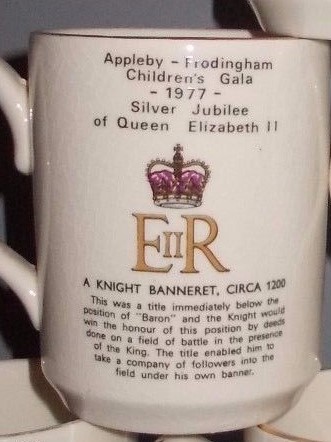 Appleby - Frodingham
Children's Gala
- 1977 -
Silver Jubilee
of Queen Elizabeth II
EIIR
A KNIGHT BANNERET, CIRCA 1200
This was a title immediately below the
position of "Baron" and the Knight would
win the honour of this position by deeds
done on a field of battle in the presence
of the King. The title enabled him to
take a company of followers into the
field under his own banner.